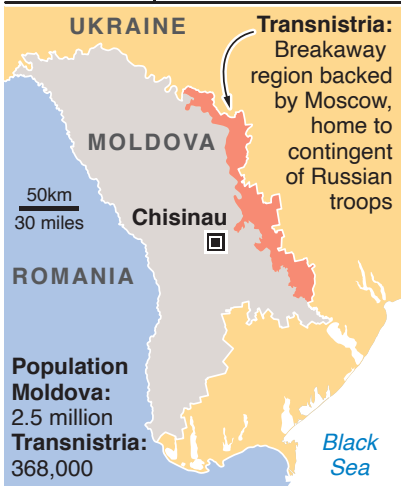 UKRAINE
Transnistria:
Breakaway
region backed
by Moscow,
home to
contingent
of Russian
troops
MOLDOVA
50km
30 miles
Chisinau
ROMANIA
Population
Moldova:
2.5 million
Transnistria:
368,000
Black
Sea